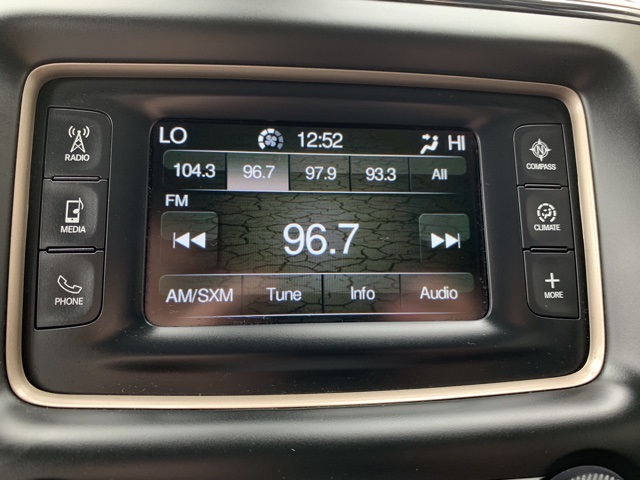 LO 12:52 HI
104.3 96.7 97.9 93.3 All
FM
96.7
AM/SXM Tune Info Audio
RADIO
MEDIA
PHONE
N
COMPASS
CLIMATE
+
MORE